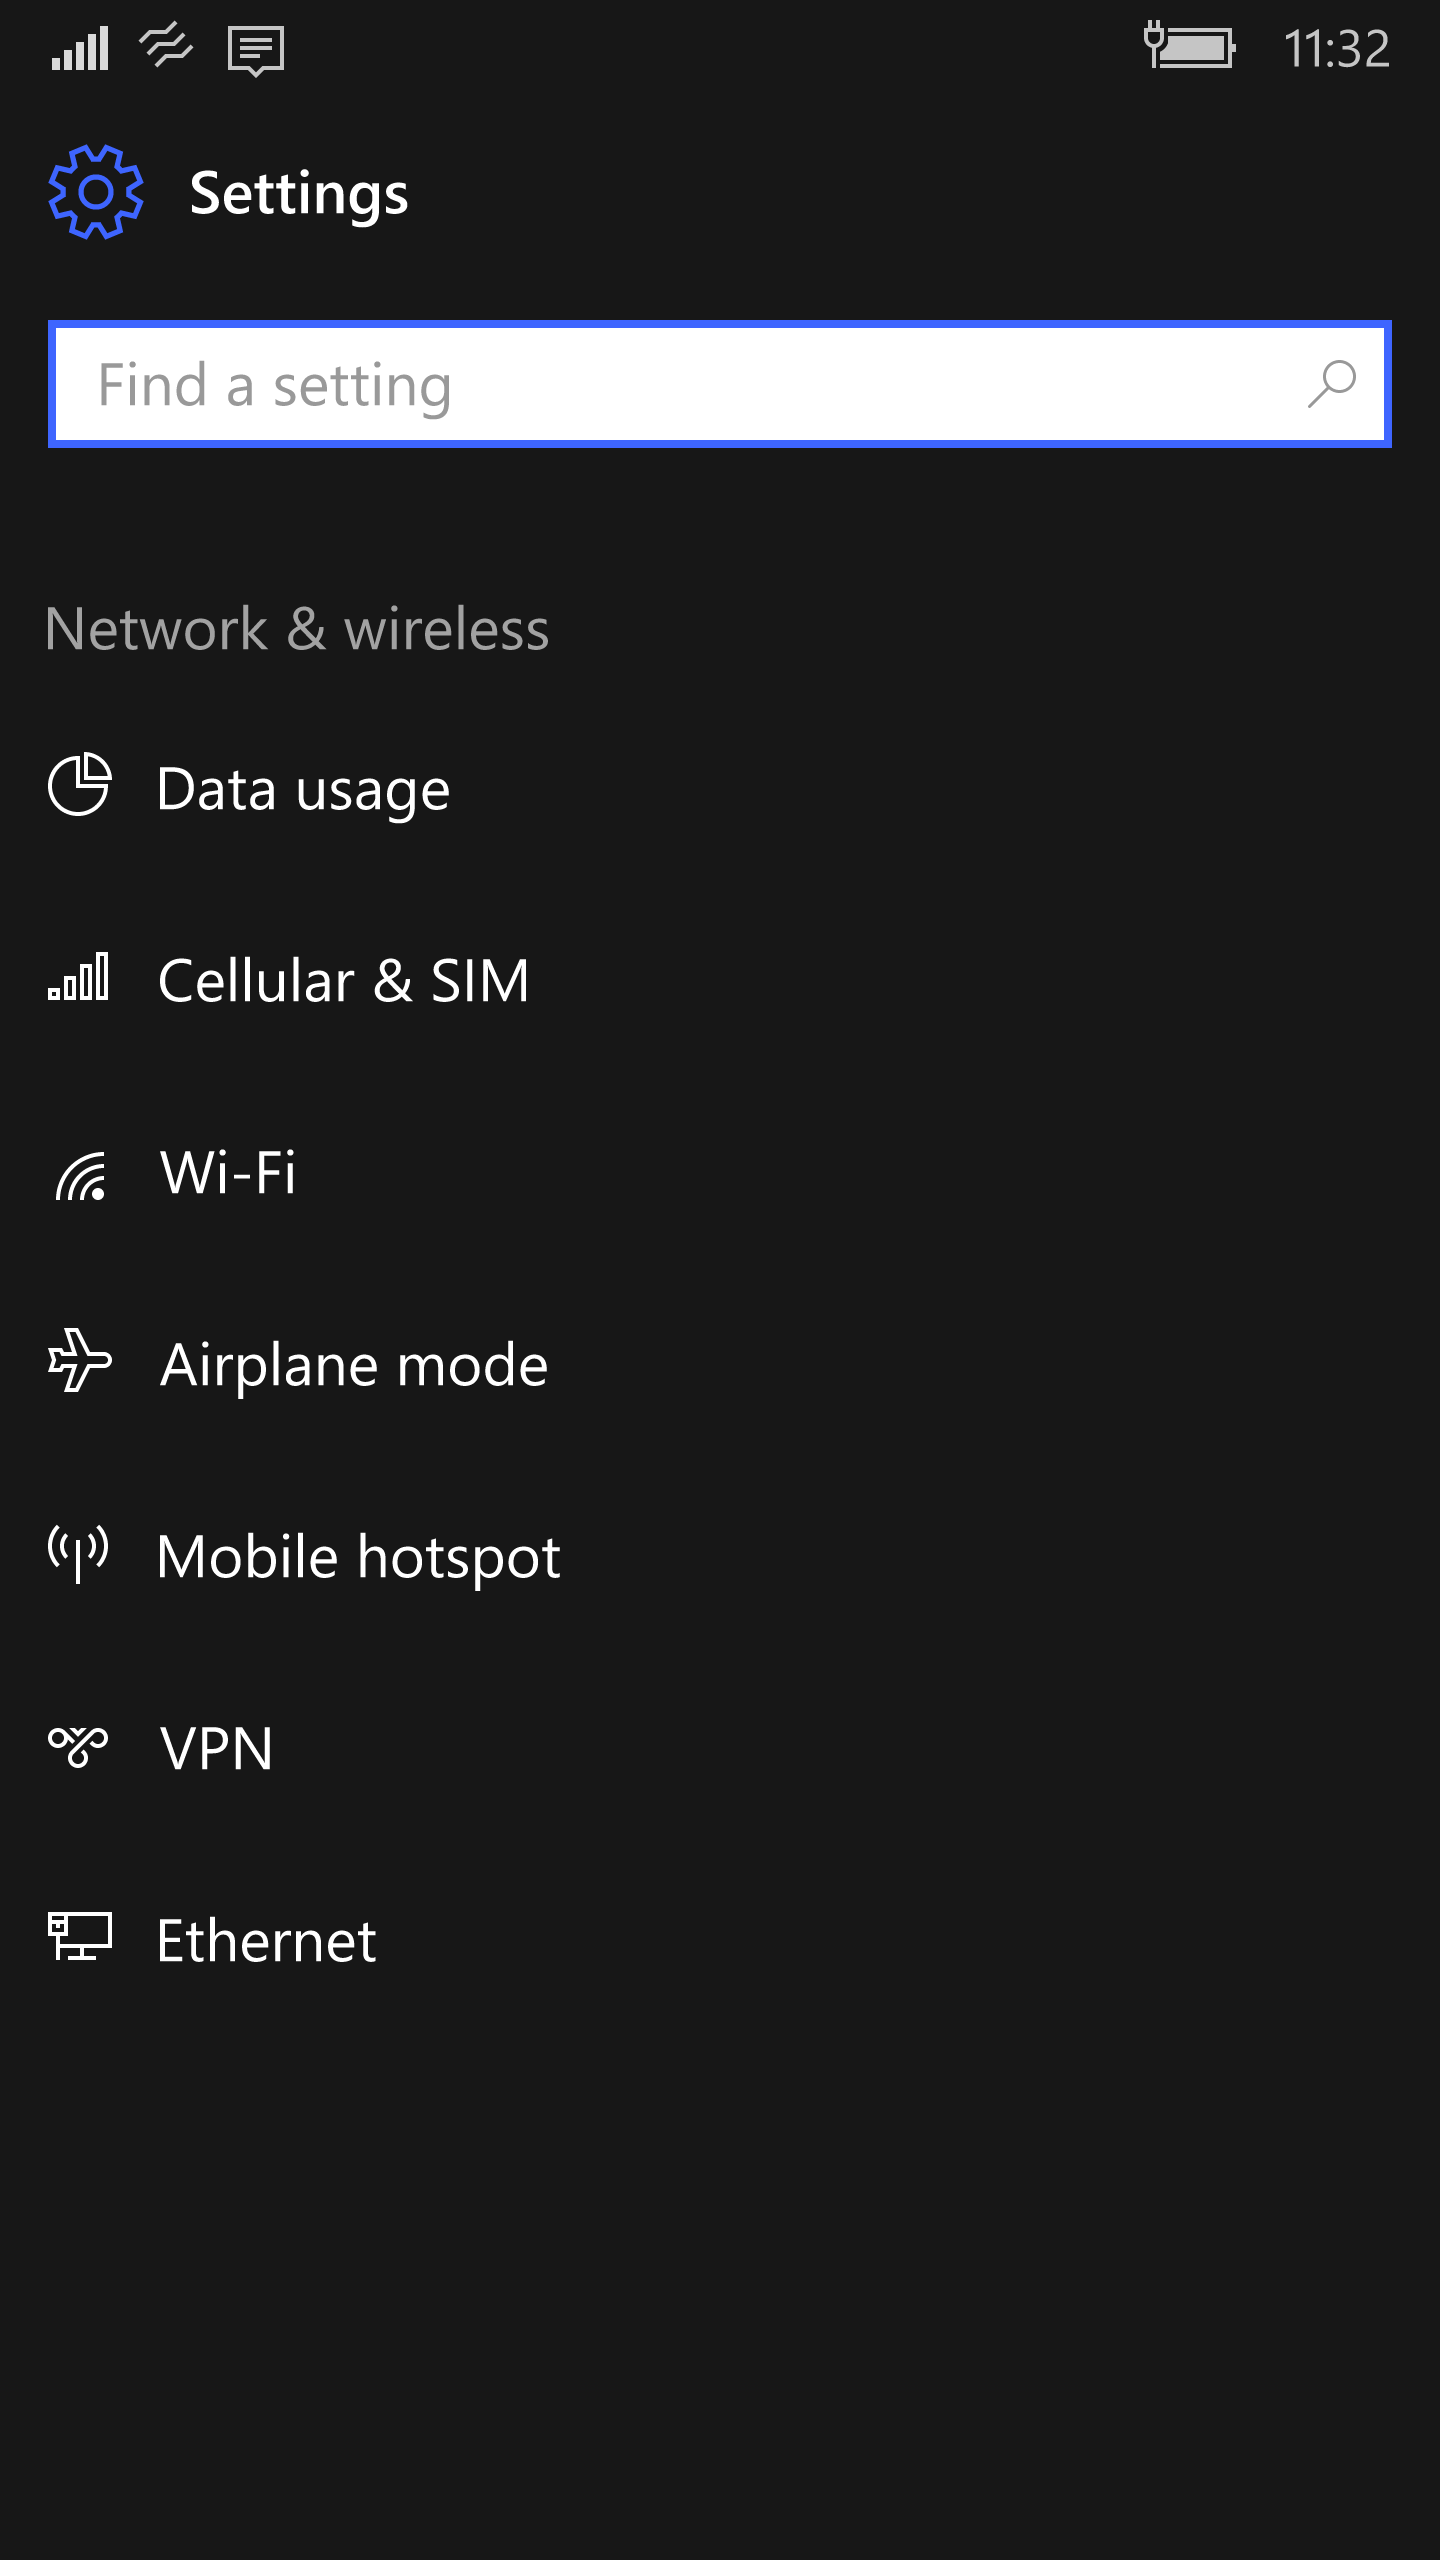 11:32
Settings
Find a setting
Network & wireless
Data usage
Cellular & SIM
Wi-Fi
Airplane mode
Mobile hotspot
VPN
Ethernet